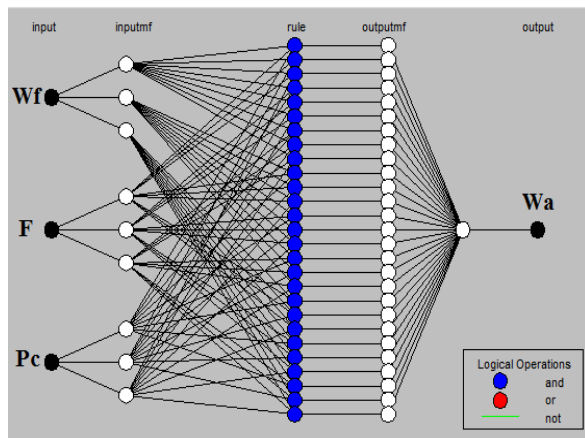 input inputmf rule outputmf output
Wf
F
Wa
Pc
Logical Operations
and
or
not